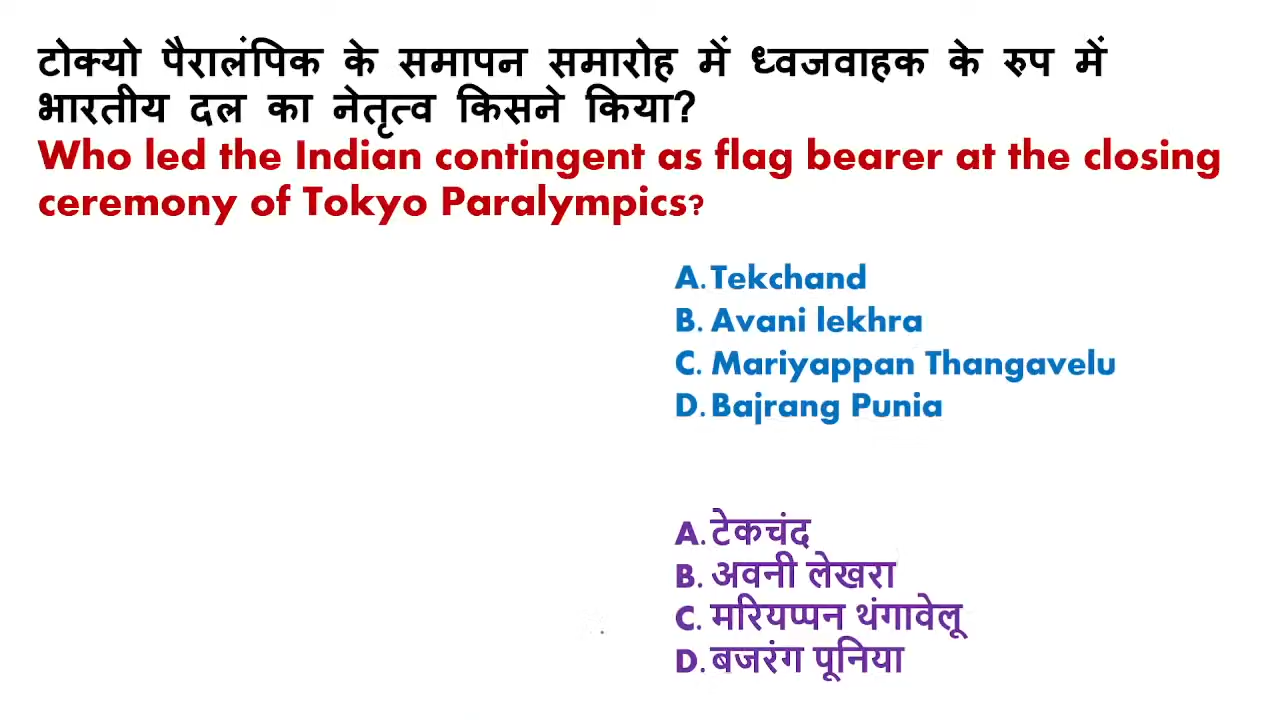 टोक्यो पैरालंपिक के समापन समारोह में ध्वजवाहक के रुप में
भारतीय दल का नेतृत्व किसने किया?
Who led the Indian contingent as flag bearer at the closing
ceremony of Tokyo Paralympics?
A. Tekchand
B. Avani lekhra
C. Mariyappan Thangavelu
D. Bajrang Punia
A. टेकचंद
B. अवनी लेखरा
C. मरियप्पन थंगावेलू
D. बजरंग पूनिया